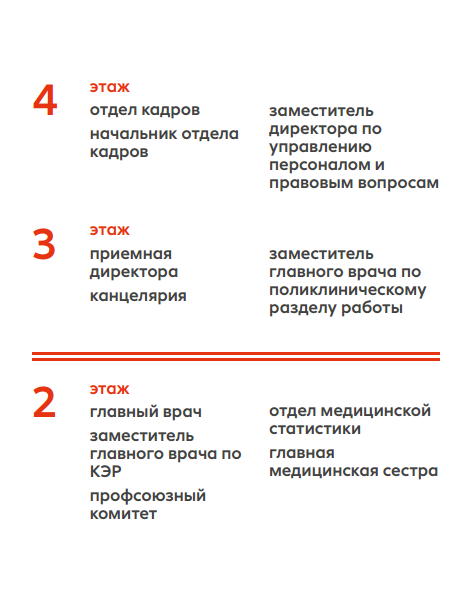 4
этаж
отдел кадров
начальник отдела
кадров
заместитель
директора по
управлению
персоналом и
правовым вопросам
3
этаж
приемная
директора
канцелярия
заместитель
главного врача по
поликлиническому
разделу работы
2
этаж
главный врач
заместитель
главного врача по
КЭР
профсоюзный
комитет
отдел медицинской
статистики
главная
медицинская сестра